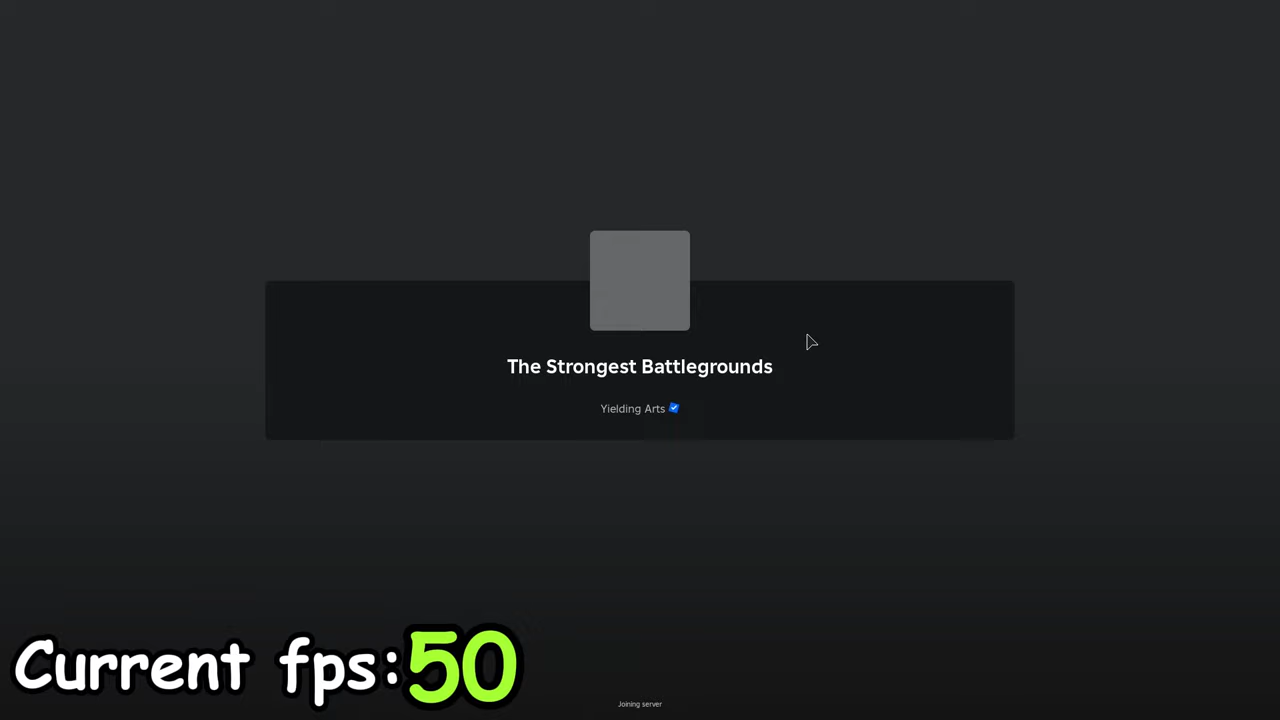 The Strongest Battlegrounds
Yielding Arts
Current fps:50
Joining server